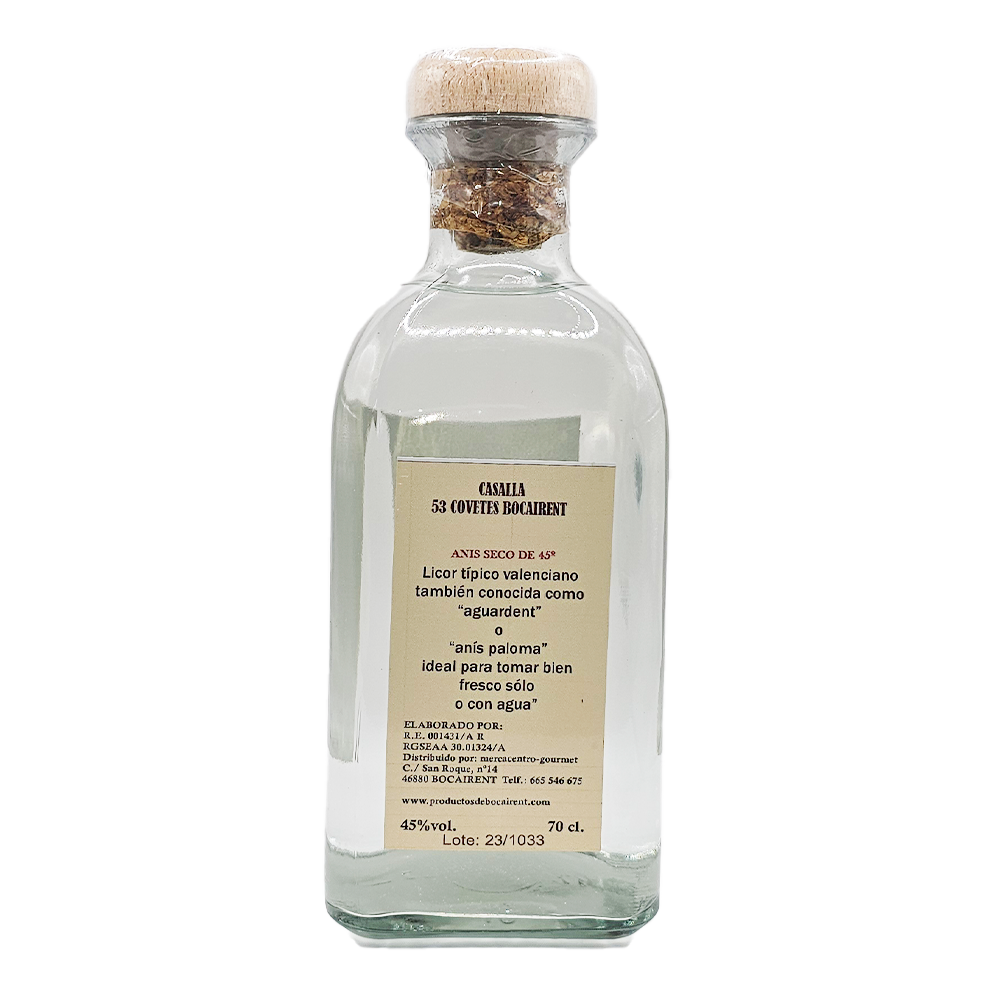 CASALLA
53 COVETES BOCAIRENT
ANIS SECO DE 45º
Licor típico valenciano
también conocida como
“aguardent”
o
“anís paloma”
ideal para tomar bien
fresco sólo
o con agua”
ELABORADO POR:
R.E. 001431/A R
RGSEAA 30.01324/A
Distribuido por: mercacentro-gourmet
C./ San Roque, nº14
46880 BOCAIRENT Telf.: 665 546 675
www.productosdebocairent.com
45%vol. 70 cl.
Lote: 23/1033